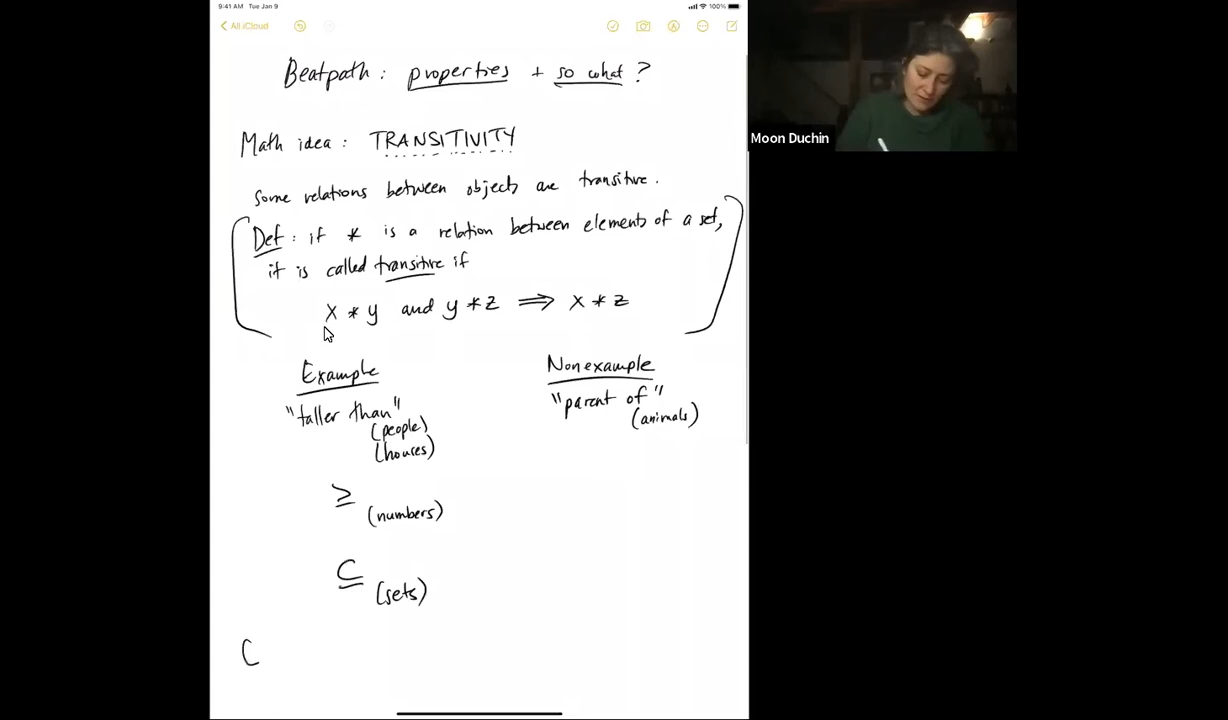 9:41 AM Tue Jan 9
100%
All iCloud
Beatpath: properties + so what?
Math idea: TRANSITIVITY
Some relations between objects are transitive.
Def: if * is a relation between elements of a set,
it is called transitive if
x * y and y * z ⟹ x * z
Example
"taller than"
(people)
(houses)
≥
(numbers)
⊆
(sets)
C
Nonexample
"parent of"
(animals)
Moon Duchin